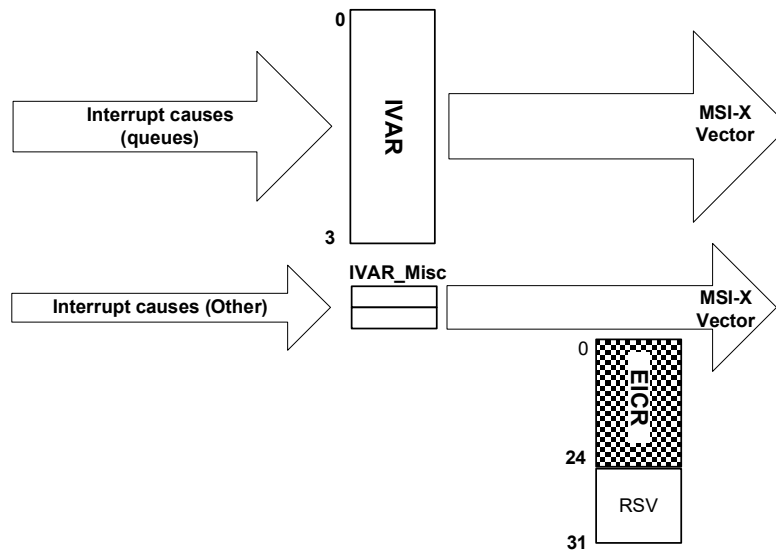 0
Interrupt causes
(queues)
IVAR
MSI-X
Vector
3
IVAR_Misc
Interrupt causes (Other)
MSI-X
Vector
0
EICR
24
RSV
31